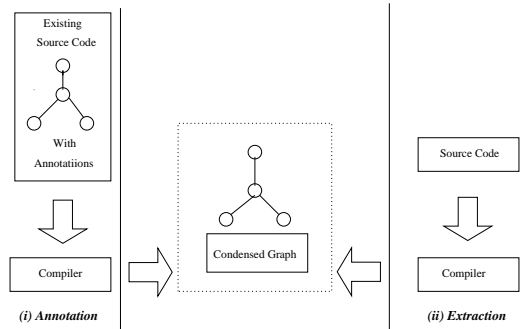 Existing
Source Code
With
Annotatiions
Compiler
(i) Annotation
Condensed Graph
Source Code
Compiler
(ii) Extraction